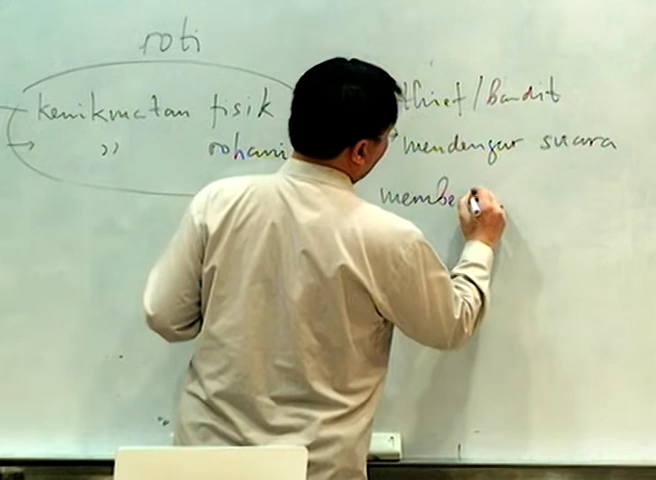 roti
kenikmatan fisik
" rohani
thief/Bandit
mendengar suara
membe